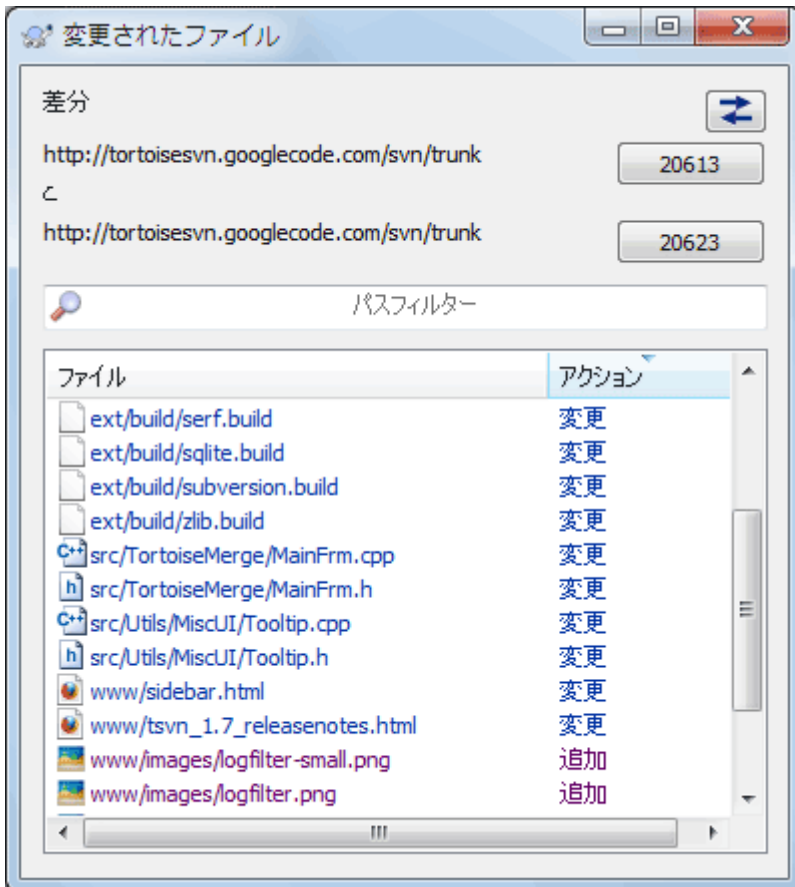 変更されたファイル
差分
http://tortoisesvn.googlecode.com/svn/trunk
20613
と
http://tortoisesvn.googlecode.com/svn/trunk
20623
パスフィルター
ファイル アクション
ext/build/serf.build 変更
ext/build/sqlite.build 変更
ext/build/subversion.build 変更
ext/build/zlib.build 変更
C++ src/TortoiseMerge/MainFrm.cpp 変更
h src/TortoiseMerge/MainFrm.h 変更
C++ src/Utils/MiscUI/Tooltip.cpp 変更
h src/Utils/MiscUI/Tooltip.h 変更
www/sidebar.html 変更
www/tsvn_1.7_releasenotes.html 変更
www/images/logfilter-small.png 追加
www/images/logfilter.png 追加